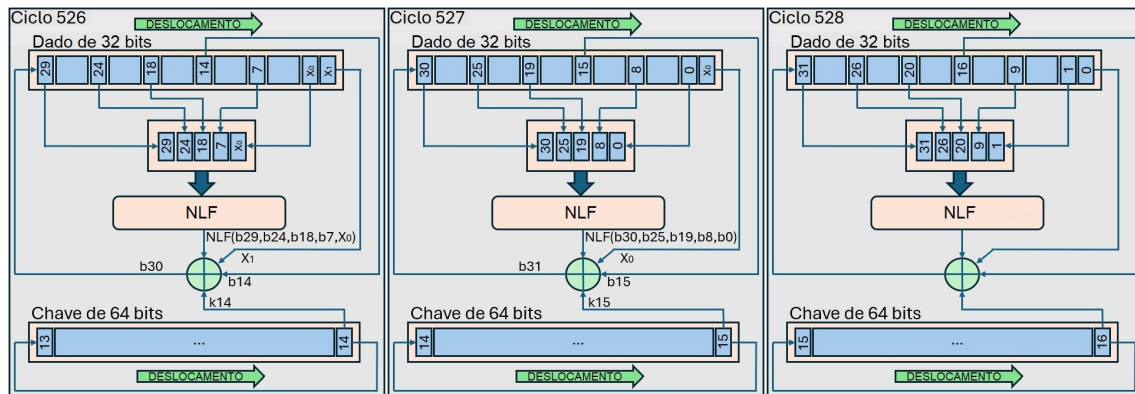 Ciclo 526
DESLOCAMENTO
Dado de 32 bits
29 24 18 14 7 X₀ X₁
29 24 18 7 X₀
NLF
NLF(b29,b24,b18,b7,X₀)
X₁
b30
b14
k14
Chave de 64 bits
13 ... 14
DESLOCAMENTO
Ciclo 527
DESLOCAMENTO
Dado de 32 bits
30 25 19 15 8 0 X₀
30 25 19 8 0
NLF
NLF(b30,b25,b19,b8,b0)
X₀
b31
b15
k15
Chave de 64 bits
14 ... 15
DESLOCAMENTO
Ciclo 528
DESLOCAMENTO
Dado de 32 bits
31 26 20 16 9 1 0
31 26 20 9 1
NLF
Chave de 64 bits
15 ... 16
DESLOCAMENTO